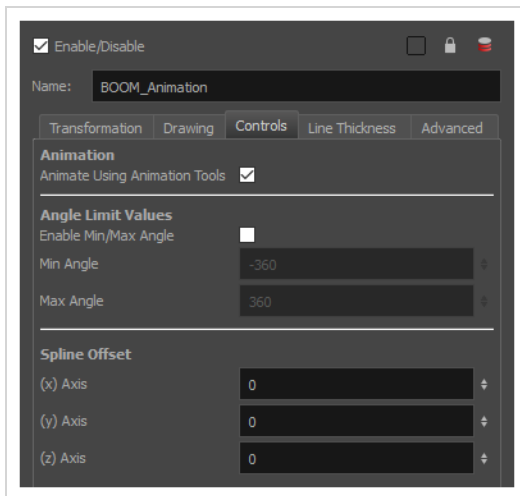 Enable/Disable
Name: BOOM_Animation
Transformation Drawing Controls Line Thickness Advanced
Animation
Animate Using Animation Tools
Angle Limit Values
Enable Min/Max Angle
Min Angle -360
Max Angle 360
Spline Offset
(x) Axis 0
(y) Axis 0
(z) Axis 0